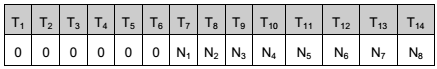 T₁ T₂ T₃ T₄ T₅ T₆ T₇ T₈ T₉ T₁₀ T₁₁ T₁₂ T₁₃ T₁₄
0 0 0 0 0 0 N₁ N₂ N₃ N₄ N₅ N₆ N₇ N₈